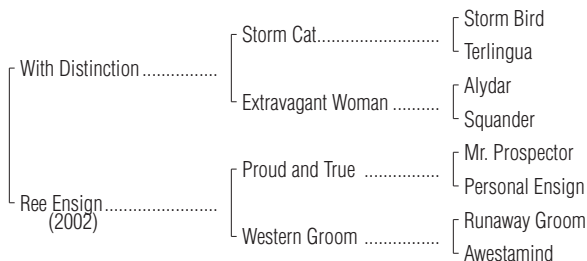 Storm Bird
Storm Cat........................
Terlingua
With Distinction ...............
Alydar
Extravagant Woman ..........
Squander
Mr. Prospector
Proud and True ................
Personal Ensign
Ree Ensign......................
(2002)
Runaway Groom
Western Groom ................
Awestamind